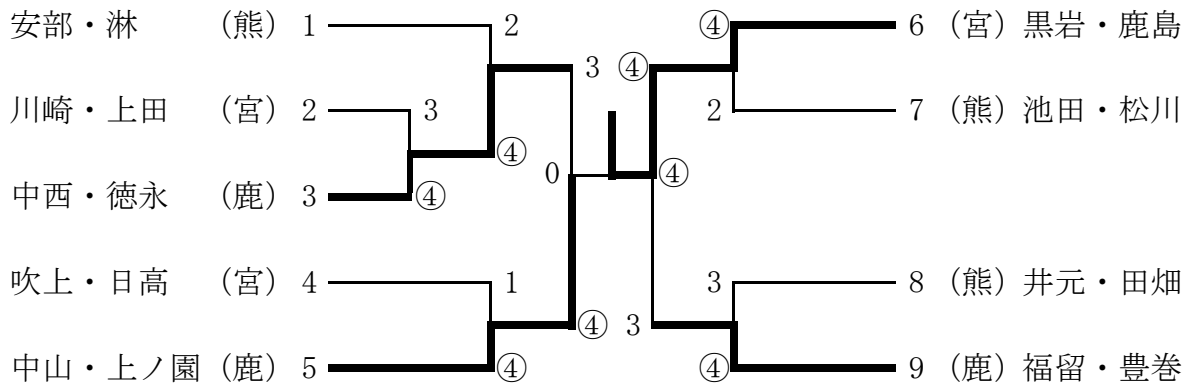 安部・淋 (熊) 1 2 ④ 6 (宮) 黒岩・鹿島
3 ④
川崎・上田 (宮) 2 3 2 7 (熊) 池田・松川
④
0 ④
中西・徳永 (鹿) 3 ④
吹上・日高 (宮) 4 1 3 8 (熊) 井元・田畑
④ 3
中山・上ノ園 (鹿) 5 ④ ④ 9 (鹿) 福留・豊巻